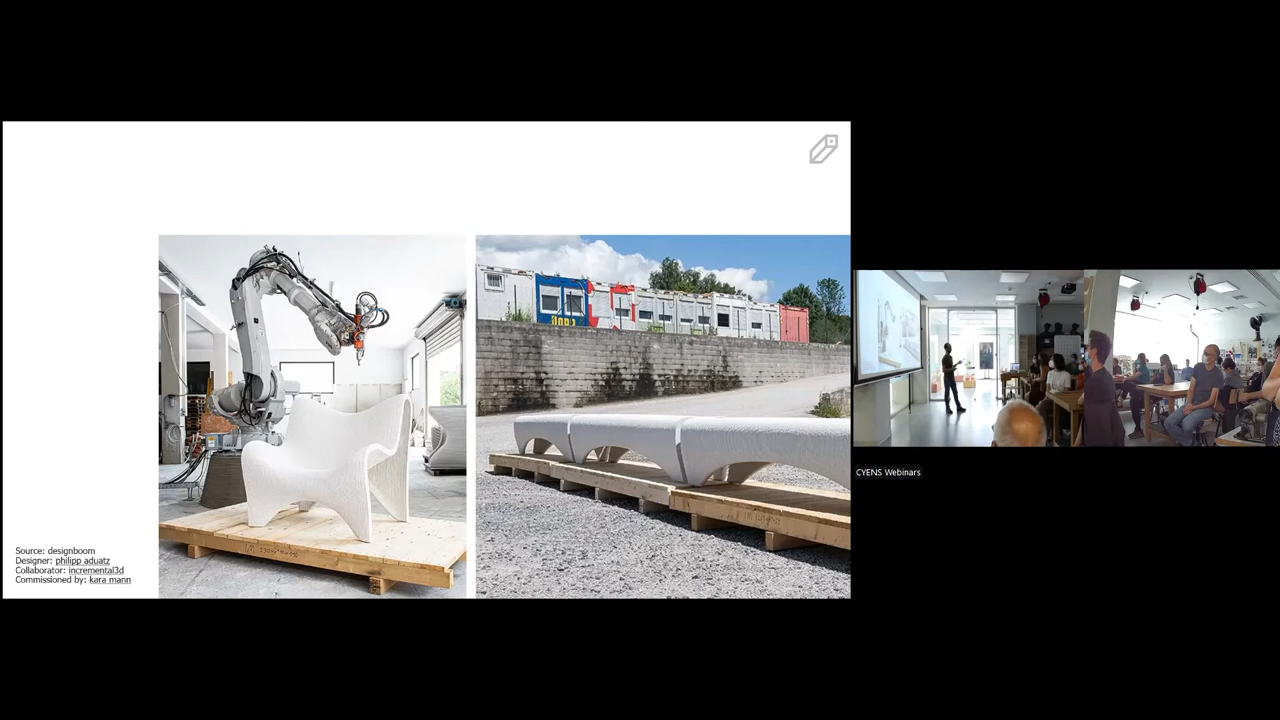 Source: designboom
Designer: philipp aduatz
Collaborator: incremental3d
Commissioned by: kara mann
CYENS Webinars